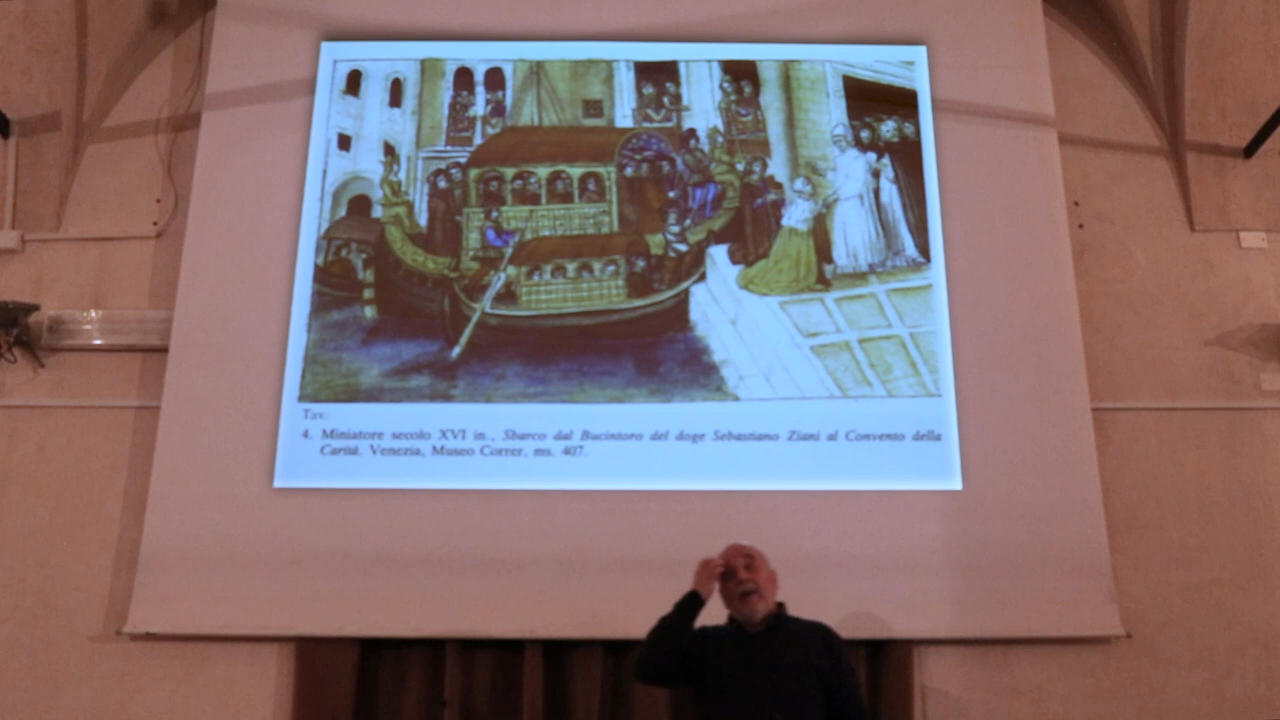 Tav.
4. Miniatore secolo XVI in., Sbarco dal Bucintoro del doge Sebastiano Ziani al Convento della
Carità. Venezia, Museo Correr, ms. 407.